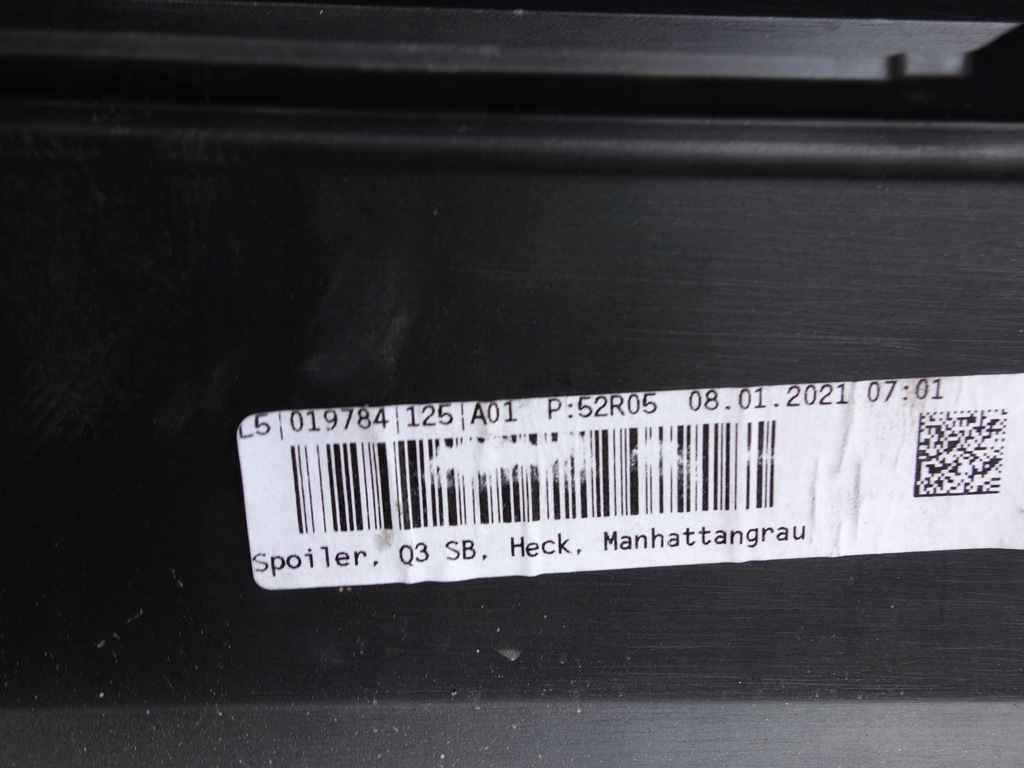 L5|019784|125|A01 P:52R05 08.01.2021 07:01
Spoiler, Q3 SB, Heck, Manhattangrau